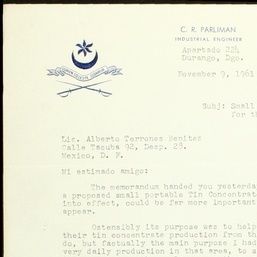 C. R. PARLIMAN
INDUSTRIAL ENGINEER
Apartado 224
Durango, Dgo.
November 9, 1961
Subj: Small
for th
Lic. Alberto Terrones Benites
Calle Tacuba 92, Desp. 28.
Mexico, D. F.
Mi estimado amigo:
The memorandum handed you yesterda
a proposed small portable Tin Concentrat
into effect, could be far more important
appear.
Ostensibly its purpose was to help
their tin concentrate production from th
do, but factually the main purpose I had
very daily production in that area, to a